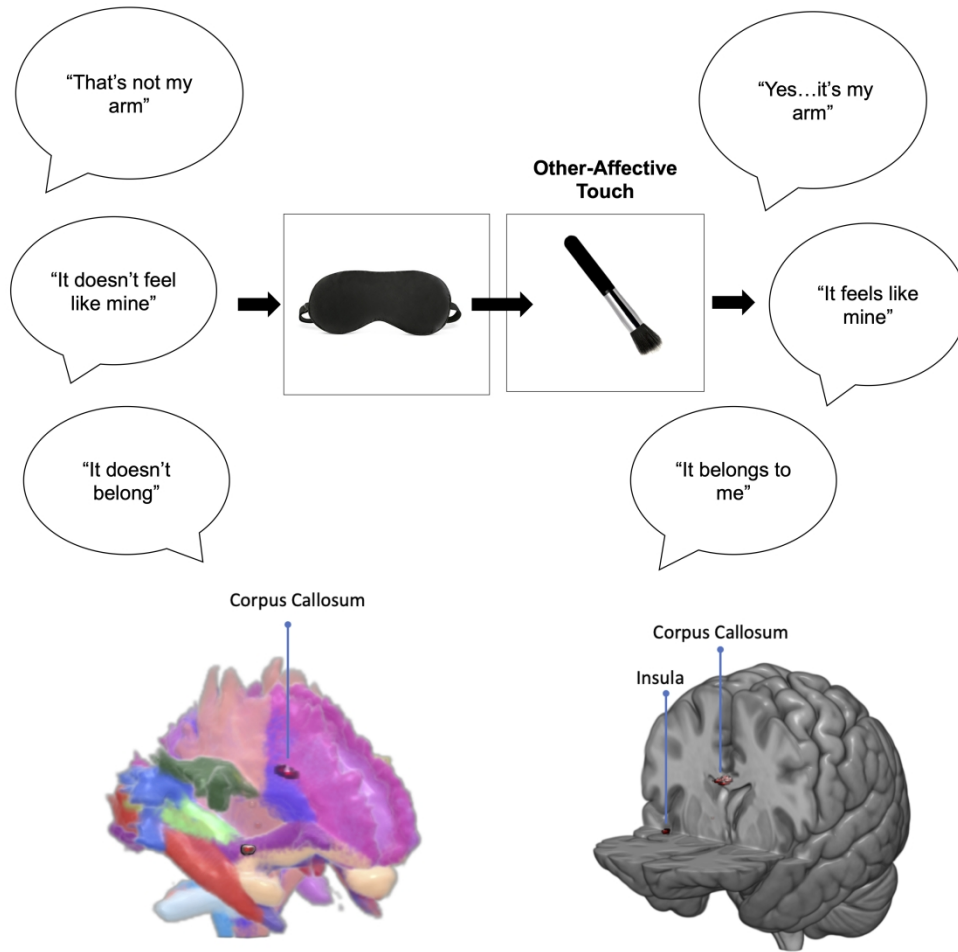 “That’s not my
arm”
“Yes…it’s my
arm”
Other-Affective
Touch
“It doesn’t feel
like mine”
“It feels like
mine”
“It doesn’t
belong”
“It belongs to
me”
Corpus Callosum
Corpus Callosum
Insula